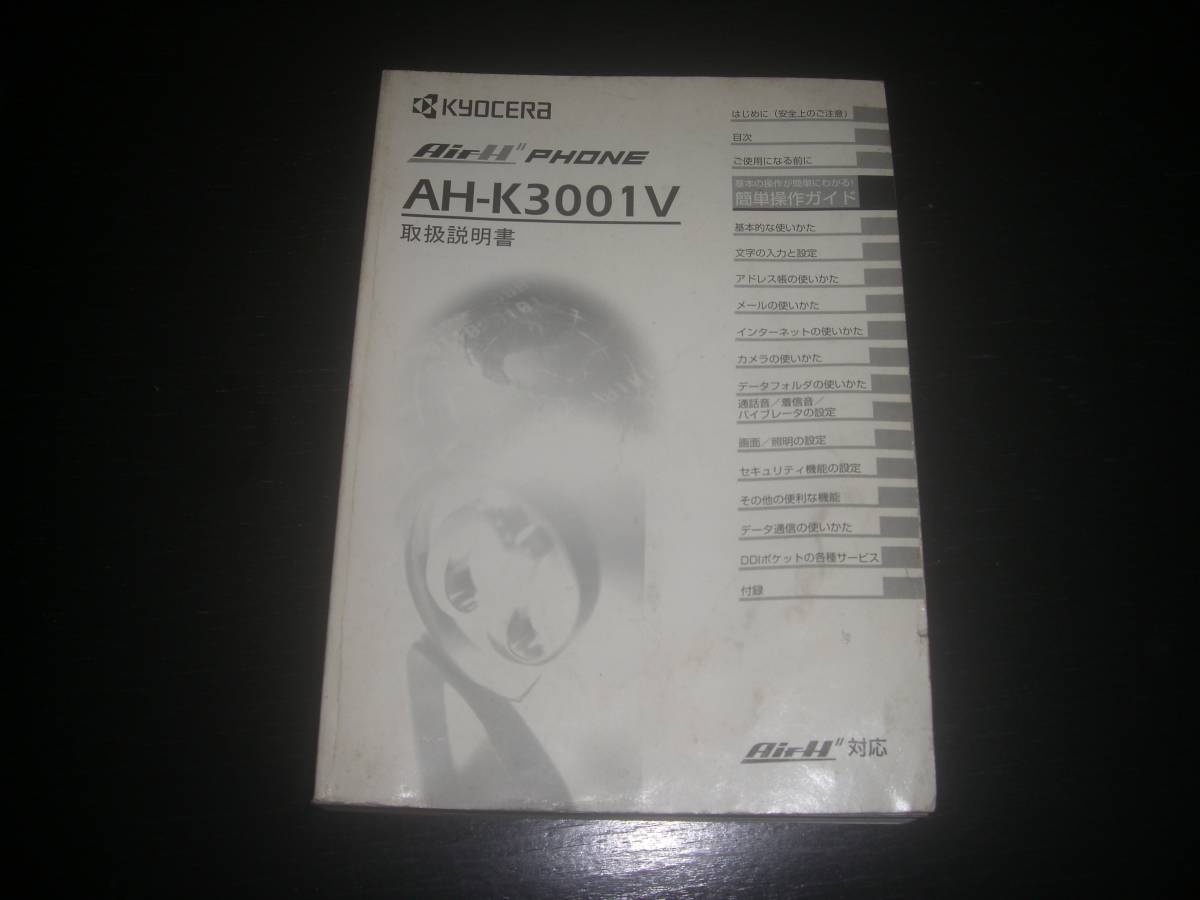 KYOCERA
AirH" PHONE
AH-K3001V
取扱説明書
はじめに（安全上のご注意）
目次
ご使用になる前に
基本の操作が簡単にわかる！
簡単操作ガイド
基本的な使いかた
文字の入力と設定
アドレス帳の使いかた
メールの使いかた
インターネットの使いかた
カメラの使いかた
データフォルダの使いかた
通話音／着信音／
バイブレータの設定
画面／照明の設定
セキュリティ機能の設定
その他の便利な機能
データ通信の使いかた
DDIポケットの各種サービス
付録
AirH" 対応